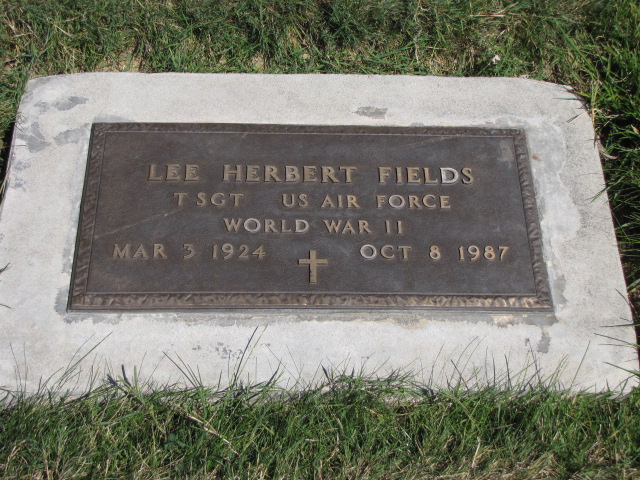 LEE HERBERT FIELDS
T SGT US AIR FORCE
WORLD WAR II
MAR 3 1924 OCT 8 1987